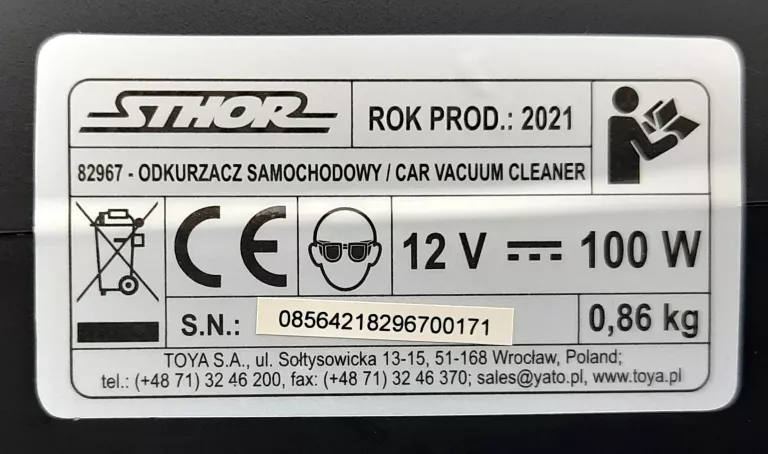 STHOR
ROK PROD.: 2021
82967 - ODKURZACZ SAMOCHODOWY / CAR VACUUM CLEANER
CE
12 V ⎓ 100 W
S.N.: 08564218296700171
0,86 kg
TOYA S.A., ul. Sołtysowicka 13-15, 51-168 Wrocław, Poland;
tel.: (+48 71) 32 46 200, fax: (+48 71) 32 46 370; sales@yato.pl, www.toya.pl